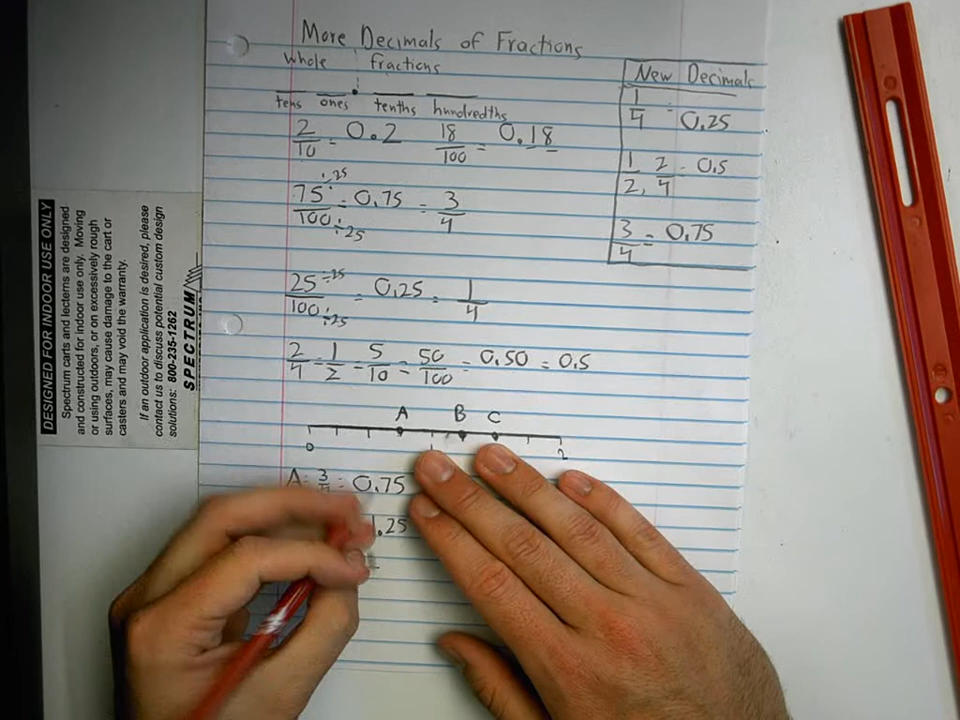 More Decimals of Fractions
Whole fractions
tens ones . tenths hundredths
2/10 = 0.2 18/100 = 0.18
75/100 ÷25 ÷25 = 0.75 = 3/4
25/100 ÷25 ÷25 = 0.25 = 1/4
2/4 = 1/2 = 5/10 = 50/100 = 0.50 = 0.5
A B C
0 1 2
A: 3/4 = 0.75
1.25
New Decimals
1/4 = 0.25
1/2, 2/4 = 0.5
3/4 = 0.75
DESIGNED FOR INDOOR USE ONLY
Spectrum carts and lecterns are designed
and constructed for indoor use only. Moving
or using outdoors, or on excessively rough
surfaces, may cause damage to the cart or
casters and may void the warranty.
If an outdoor application is desired, please
contact us to discuss potential custom design
solutions: 800-235-1262
SPECTRUM